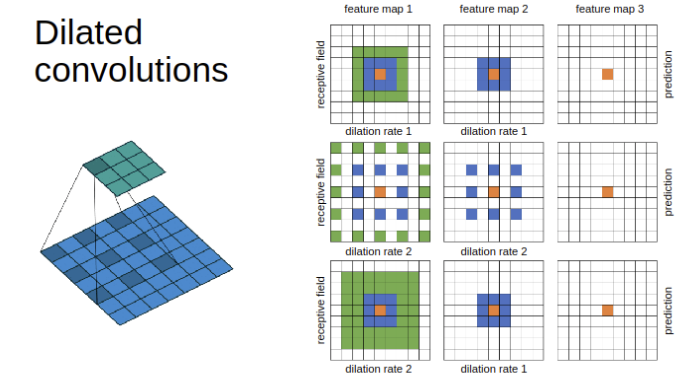 Dilated
convolutions
feature map 1
feature map 2
feature map 3
receptive field
prediction
dilation rate 1
dilation rate 1
receptive field
prediction
dilation rate 2
dilation rate 2
receptive field
prediction
dilation rate 2
dilation rate 1